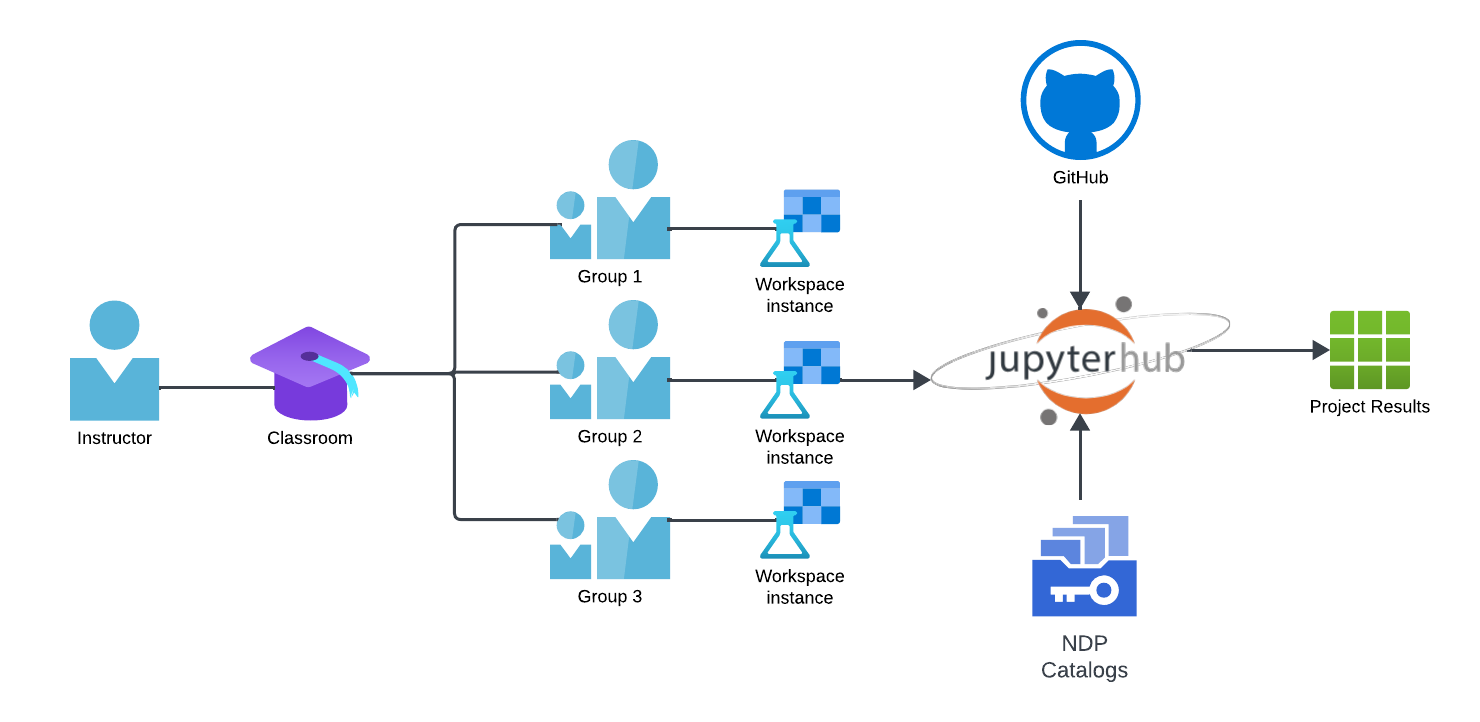 GitHub
Group 1
Workspace
instance
Instructor
Classroom
Group 2
Workspace
instance
jupyterhub
Project Results
Group 3
Workspace
instance
NDP
Catalogs